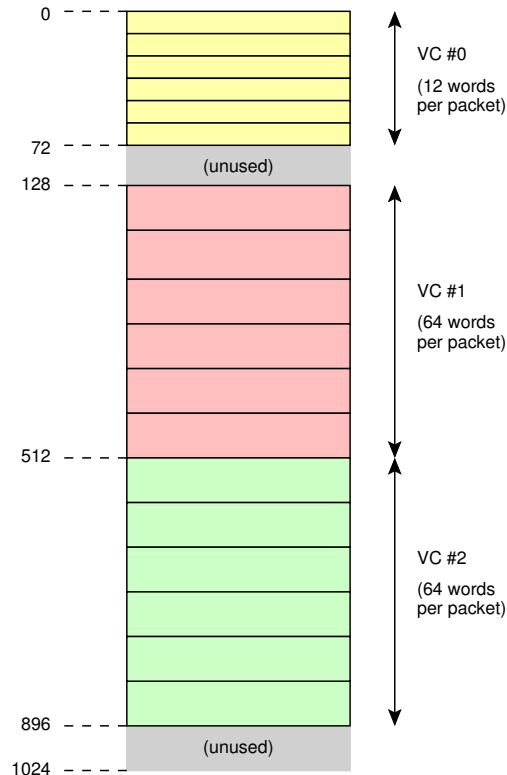 0
VC #0
(12 words
per packet)
72
(unused)
128
VC #1
(64 words
per packet)
512
VC #2
(64 words
per packet)
896
(unused)
1024